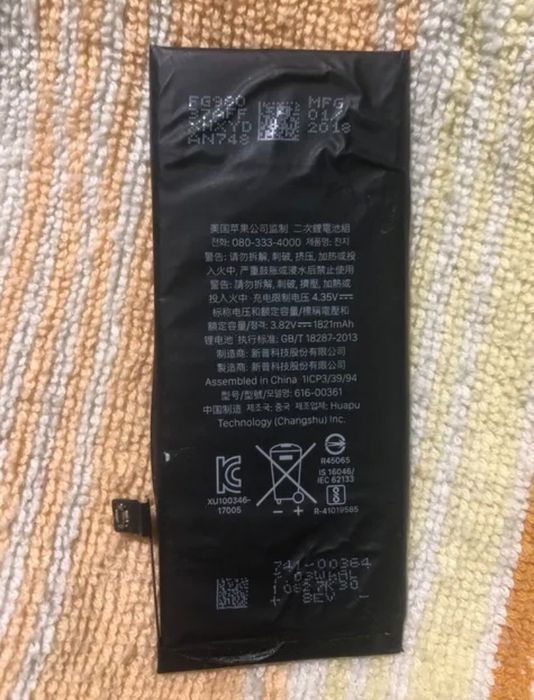 FG980
MFG
2018
AN748
美国苹果公司监制 二次鋰電池組
전화: 080-333-4000 제품명: 전지
警告: 请勿拆解, 刺破, 挤压, 加热或投
入火中, 严重鼓胀或浸水后请勿使用
警告: 請勿拆解, 刺破, 擠壓, 加熱或
投入火中 充电限制电压 4.35V
标称电压和额定容量/標稱電壓和
額定容量/정격: 3.82V 1821mAh
锂电池 执行标准: GB/T 18287-2013
制造商: 新普科技股份有限公司
製造商: 新普科技股份有限公司
Assembled in China 1ICP3/39/94
型号/型號/모델명: 616-00361
中国制造 제조국: 중국 제조업체: Huapu
Technology (Changshu) Inc.
R45065
IS 16046/
IEC 62133
XU100346-
17005
R-41019585
741-00364
+ 8EV -